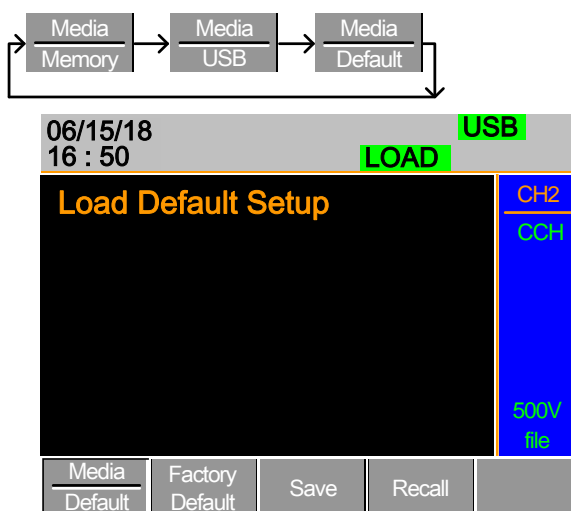 Media
Memory
Media
USB
Media
Default
06/15/18
USB
16 : 50
LOAD
Load Default Setup
CH2
CCH
500V
file
Media
Default
Factory
Default
Save
Recall